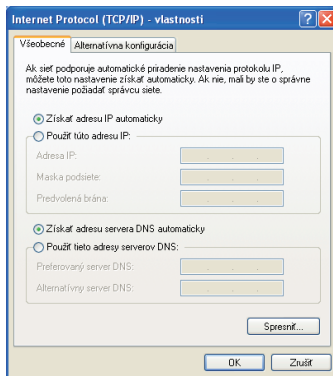 Internet Protocol (TCP/IP) - vlastnosti
Všeobecné
Alternatívna konfigurácia
Ak sieť podporuje automatické priradenie nastavenia protokolu IP,
môžete toto nastavenie získať automaticky. Ak nie, mali by ste o správne
nastavenie požiadať správcu siete.
Získať adresu IP automaticky
Použiť túto adresu IP:
Adresa IP:
Maska podsiete:
Predvolená brána:
Získať adresu servera DNS automaticky
Použiť tieto adresy serverov DNS:
Preferovaný server DNS:
Alternatívny server DNS:
Spresniť...
OK
Zrušiť